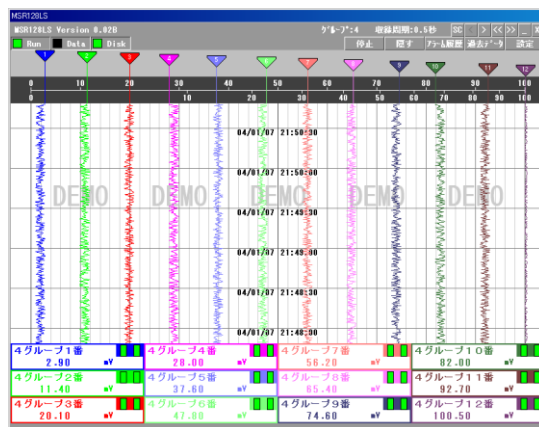 MSR128LS
MSR128LS Version 0.02B グループ:4 収録周期:0.5秒 SC < > << >> _ X
Run Data Disk 停止 隠す アラーム履歴 過去データ 設定
1 2 3 4 5 6 7 8 9 10 11 12
0 20 40 60 80 100
0 10 20 30 40 50 60 70 80 90 100
04/01/07 21:50:30
04/01/07 21:50:00
DEMO DEMO DEMO DEMO DEMO
04/01/07 21:49:30
04/01/07 21:49:00
04/01/07 21:48:30
04/01/07 21:48:00
4グループ1番 4グループ4番 4グループ7番 4グループ10番
2.90 mV 28.00 mV 56.20 mV 82.00 mV
4グループ2番 4グループ5番 4グループ8番 4グループ11番
11.40 mV 37.60 mV 65.40 mV 92.70 mV
4グループ3番 4グループ6番 4グループ9番 4グループ12番
20.10 mV 47.00 mV 74.60 mV 100.50 mV